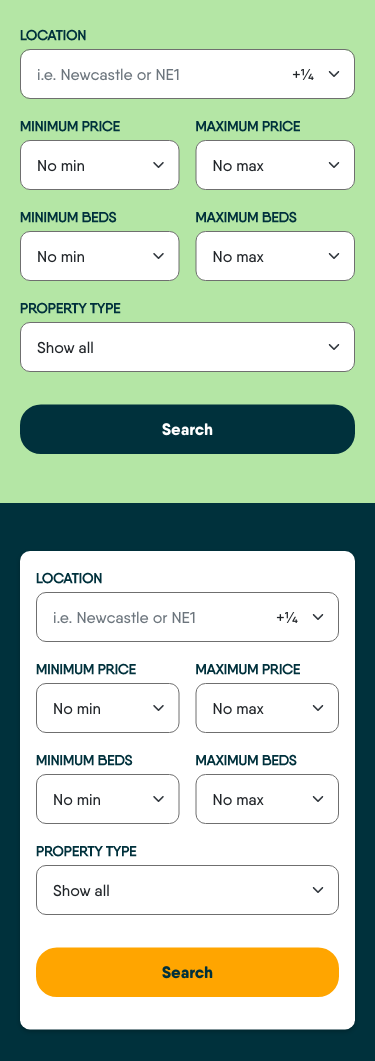 LOCATION
i.e. Newcastle or NE1 +¼
MINIMUM PRICE MAXIMUM PRICE
No min No max
MINIMUM BEDS MAXIMUM BEDS
No min No max
PROPERTY TYPE
Show all
Search
LOCATION
i.e. Newcastle or NE1 +¼
MINIMUM PRICE MAXIMUM PRICE
No min No max
MINIMUM BEDS MAXIMUM BEDS
No min No max
PROPERTY TYPE
Show all
Search